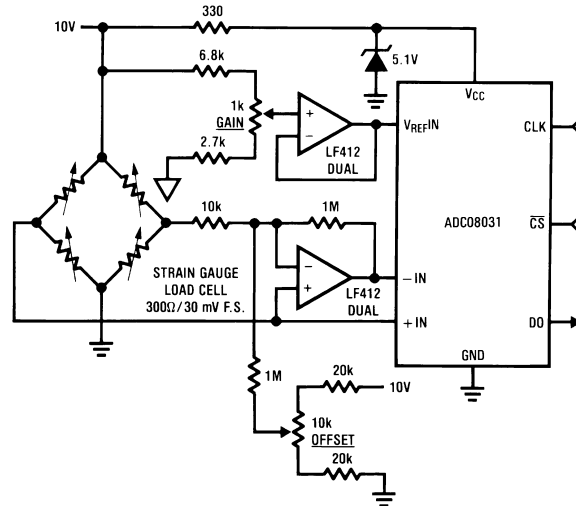 10V
330
5.1V
6.8k
1k
GAIN
2.7k
+
−
LF412
DUAL
VCC
VREFIN
CLK
ADC08031
CS
10k
1M
−
+
LF412
DUAL
−IN
+IN
DO
GND
STRAIN GAUGE
LOAD CELL
300Ω/30 mV F.S.
1M
20k
10V
10k
OFFSET
20k